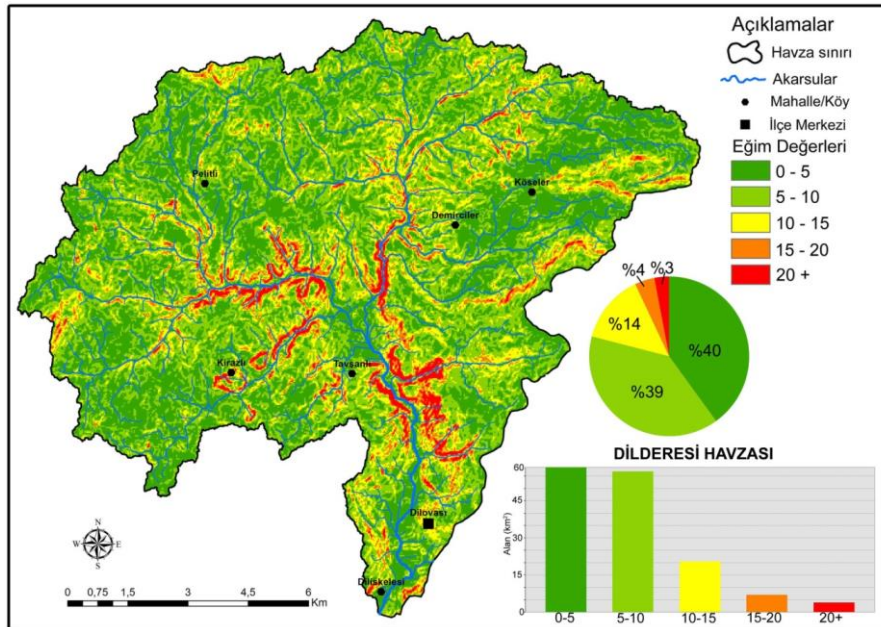 Açıklamalar
Havza sınırı
Akarsular
Mahalle/Köy
İlçe Merkezi
Eğim Değerleri
0 - 5
5 - 10
10 - 15
15 - 20
20 +
Pelitli
Köseler
Demirciler
Kirazlı
Tavşanlı
Dilovası
Diliskelesi
%4
%3
%14
%40
%39
DİLDERESİ HAVZASI
Alan (km²)
60
45
30
15
0
0-5
5-10
10-15
15-20
20+
N
W
E
S
0 0,75 1,5 3 4,5 6
Km